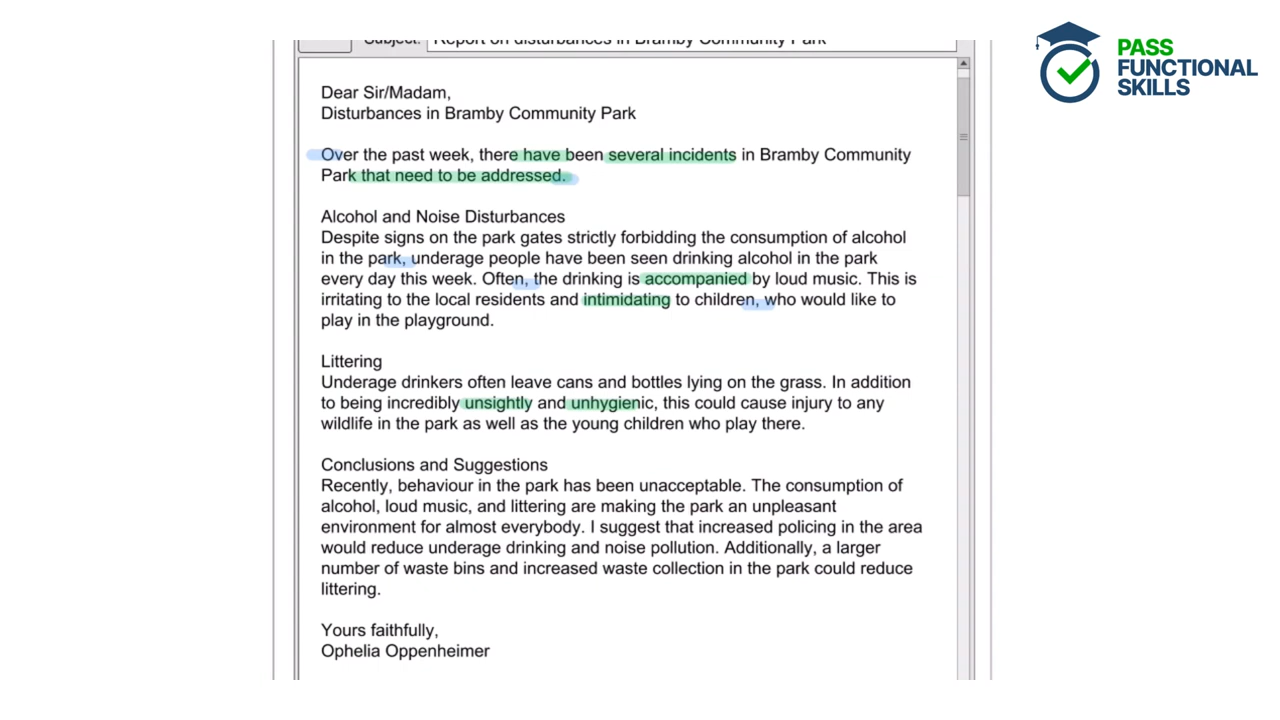 Subject: Report on disturbances in Bramby Community Park
PASS
FUNCTIONAL
SKILLS
Dear Sir/Madam,
Disturbances in Bramby Community Park
Over the past week, there have been several incidents in Bramby Community
Park that need to be addressed.
Alcohol and Noise Disturbances
Despite signs on the park gates strictly forbidding the consumption of alcohol
in the park, underage people have been seen drinking alcohol in the park
every day this week. Often, the drinking is accompanied by loud music. This is
irritating to the local residents and intimidating to children, who would like to
play in the playground.
Littering
Underage drinkers often leave cans and bottles lying on the grass. In addition
to being incredibly unsightly and unhygienic, this could cause injury to any
wildlife in the park as well as the young children who play there.
Conclusions and Suggestions
Recently, behaviour in the park has been unacceptable. The consumption of
alcohol, loud music, and littering are making the park an unpleasant
environment for almost everybody. I suggest that increased policing in the area
would reduce underage drinking and noise pollution. Additionally, a larger
number of waste bins and increased waste collection in the park could reduce
littering.
Yours faithfully,
Ophelia Oppenheimer